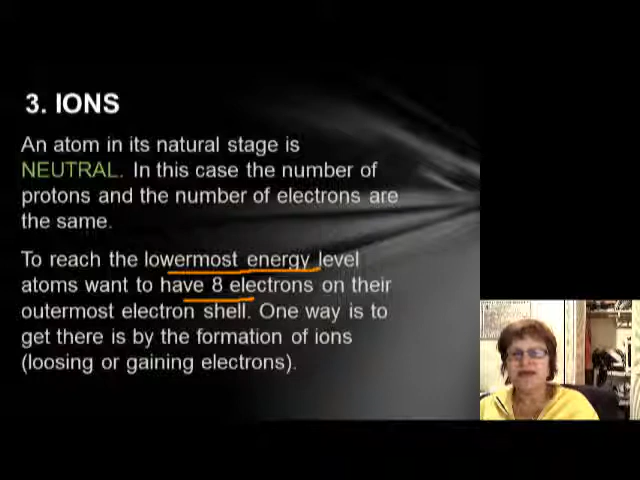 3. IONS
An atom in its natural stage is
NEUTRAL. In this case the number of
protons and the number of electrons are
the same.
To reach the lowermost energy level
atoms want to have 8 electrons on their
outermost electron shell. One way is to
get there is by the formation of ions
(loosing or gaining electrons).